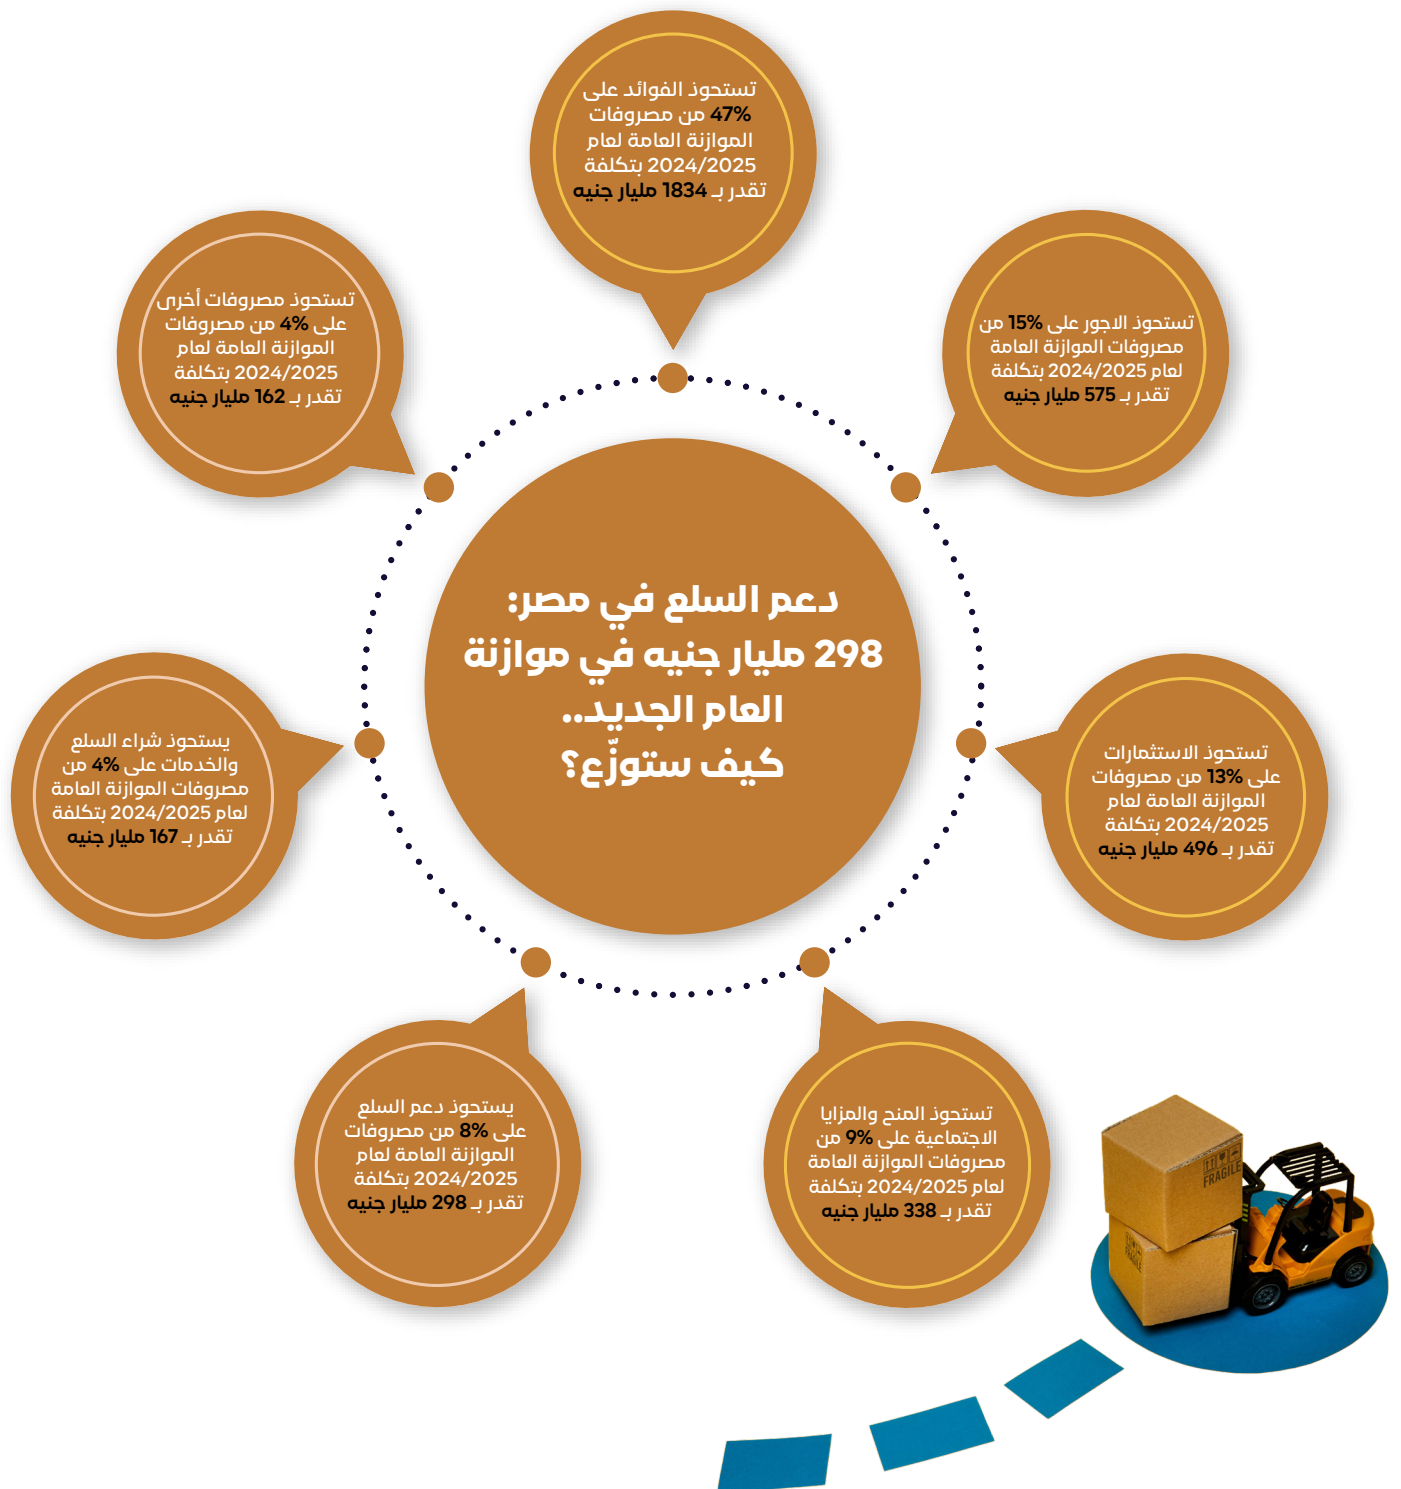 تستحوذ الفوائد على
47% من مصروفات
الموازنة العامة لعام
2024/2025 بتكلفة
تقدر بـ 1834 مليار جنيه
تستحوذ الاجور على 15% من
مصروفات الموازنة العامة
لعام 2024/2025 بتكلفة
تقدر بـ 575 مليار جنيه
تستحوذ مصروفات أخرى
على 4% من مصروفات
الموازنة العامة لعام
2024/2025 بتكلفة
تقدر بـ 162 مليار جنيه
دعم السلع في مصر:
298 مليار جنيه في موازنة
العام الجديد..
كيف ستوزّع؟
تستحوذ الاستثمارات
على 13% من مصروفات
الموازنة العامة لعام
2024/2025 بتكلفة
تقدر بـ 496 مليار جنيه
يستحوذ شراء السلع
والخدمات على 4% من
مصروفات الموازنة العامة
لعام 2024/2025 بتكلفة
تقدر بـ 167 مليار جنيه
تستحوذ المنح والمزايا
الاجتماعية على 9% من
مصروفات الموازنة العامة
لعام 2024/2025 بتكلفة
تقدر بـ 338 مليار جنيه
يستحوذ دعم السلع
على 8% من مصروفات
الموازنة العامة لعام
2024/2025 بتكلفة
تقدر بـ 298 مليار جنيه
FRAGILE
FRAGILE